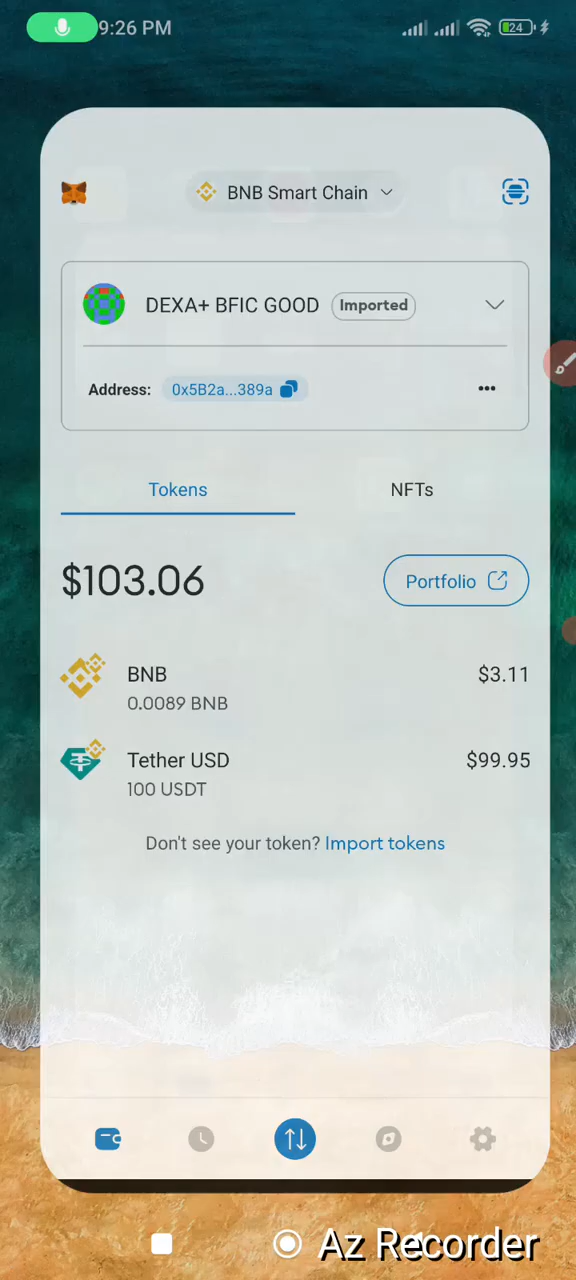 9:26 PM
24
BNB Smart Chain
DEXA+ BFIC GOOD Imported
Address: 0x5B2a...389a
Tokens NFTs
$103.06 Portfolio
BNB $3.11
0.0089 BNB
Tether USD $99.95
100 USDT
Don't see your token? Import tokens
Az Recorder